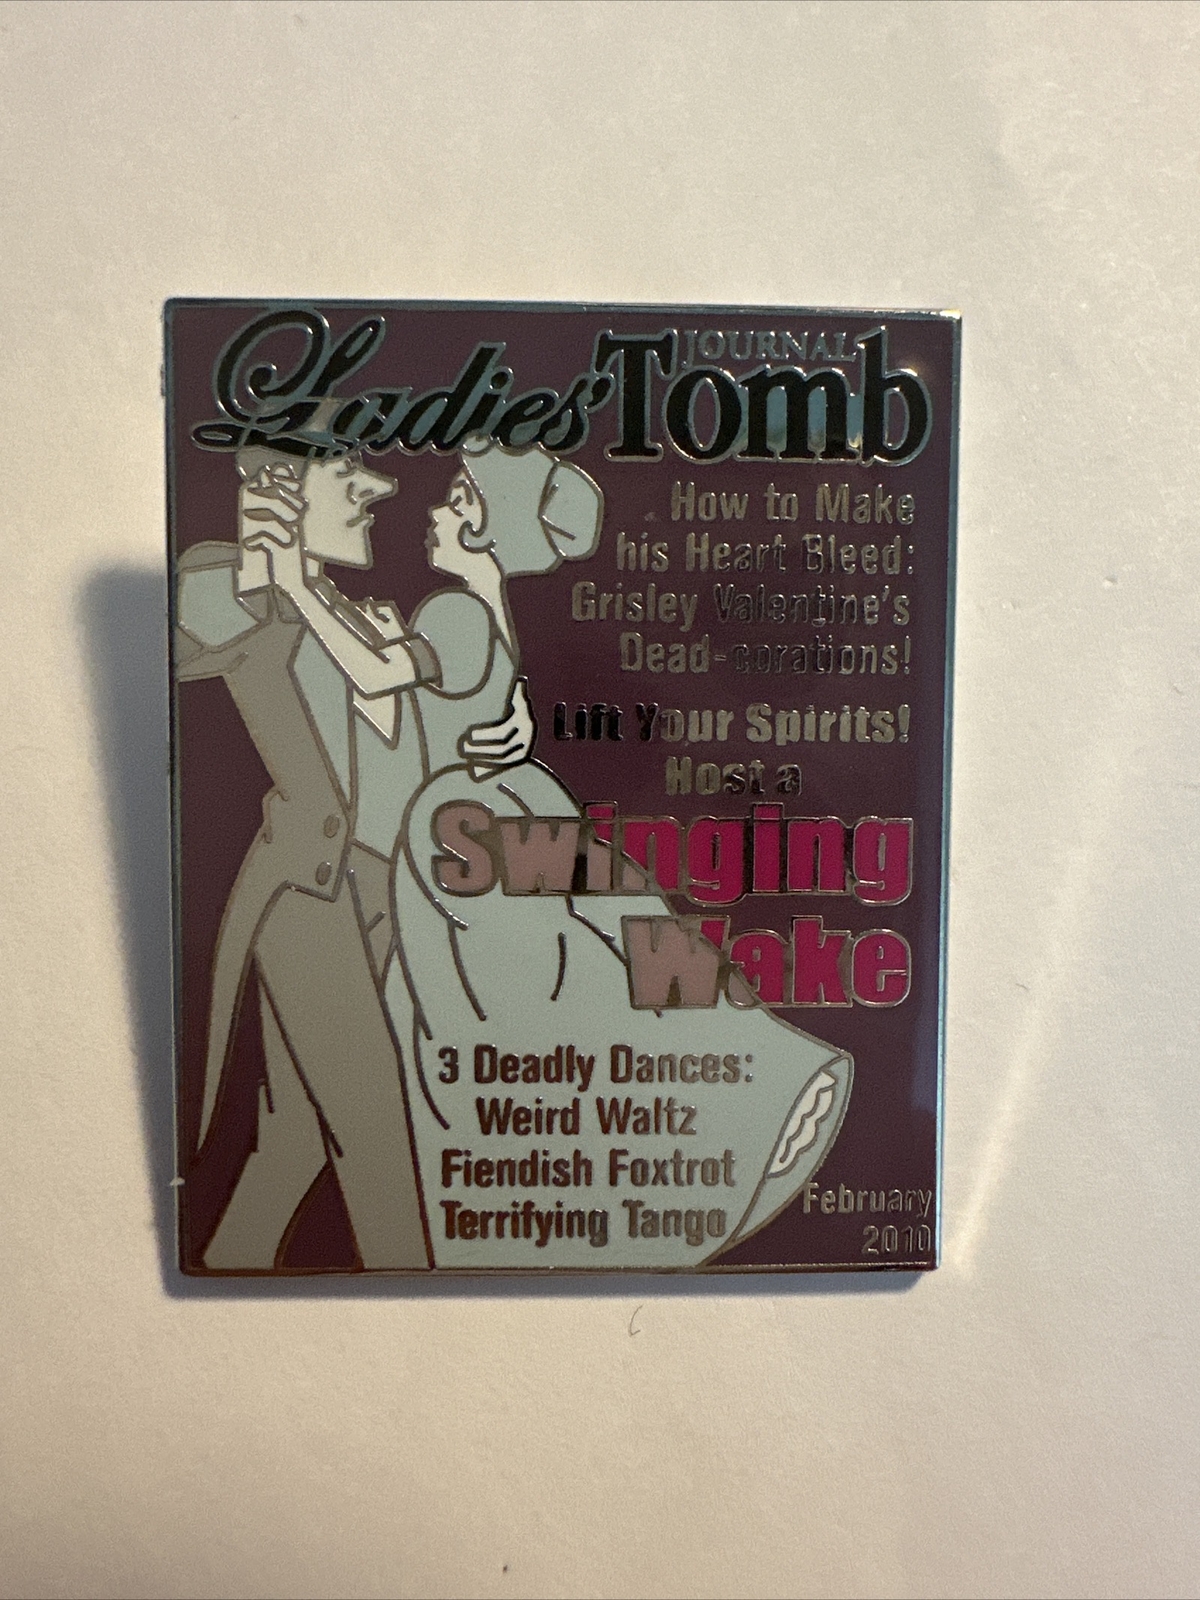 Ladies' Tomb
JOURNAL
How to Make
his Heart Bleed:
Grisley Valentine's
Dead-corations!
Lift Your Spirits!
Host a
Swinging
Wake
3 Deadly Dances:
Weird Waltz
Fiendish Foxtrot
Terrifying Tango
February
2010